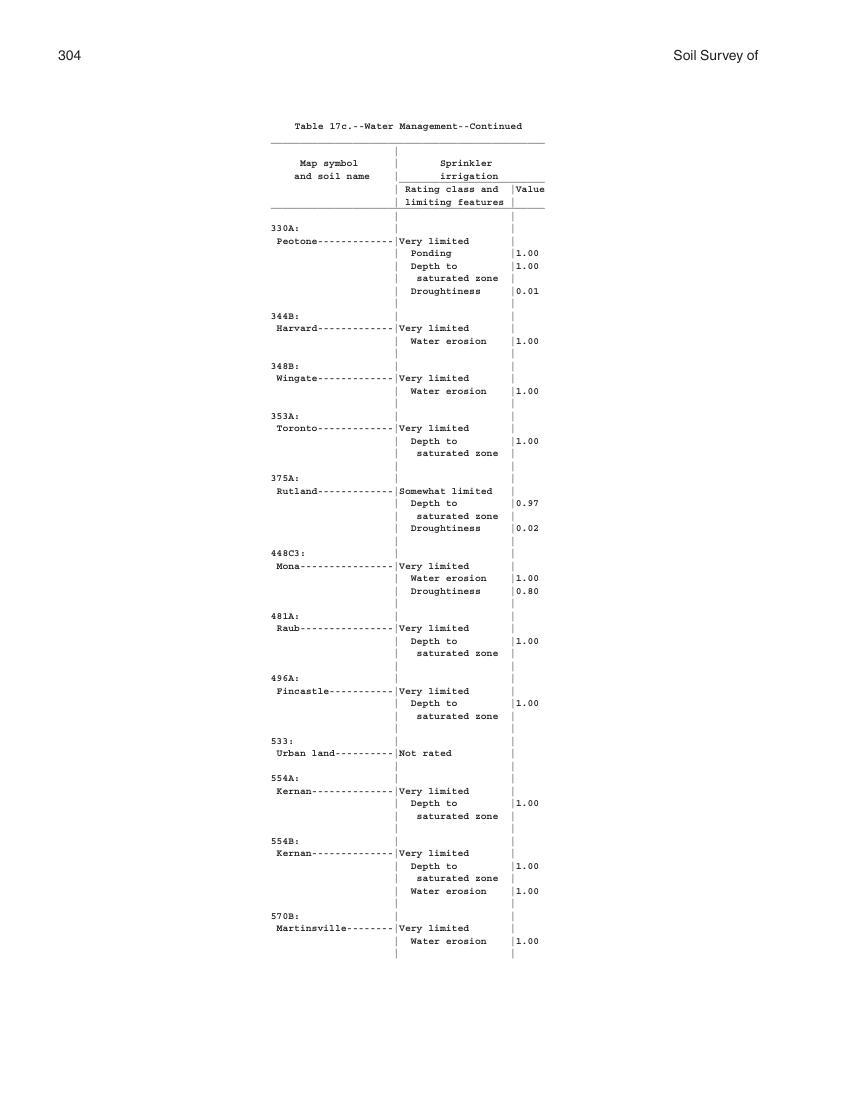 304
Soil Survey of
Table 17c.--Water Management--Continued
Map symbol | Sprinkler
and soil name | irrigation
Rating class and |Value
limiting features |
330A:
Peotone-------------|Very limited
Ponding |1.00
Depth to |1.00
saturated zone
Droughtiness |0.01
344B:
Harvard-------------|Very limited
Water erosion |1.00
348B:
Wingate-------------|Very limited
Water erosion |1.00
353A:
Toronto-------------|Very limited
Depth to |1.00
saturated zone
375A:
Rutland-------------|Somewhat limited
Depth to |0.97
saturated zone
Droughtiness |0.02
448C3:
Mona----------------|Very limited
Water erosion |1.00
Droughtiness |0.80
481A:
Raub----------------|Very limited
Depth to |1.00
saturated zone
496A:
Fincastle-----------|Very limited
Depth to |1.00
saturated zone
533:
Urban land----------|Not rated
554A:
Kernan--------------|Very limited
Depth to |1.00
saturated zone
554B:
Kernan--------------|Very limited
Depth to |1.00
saturated zone
Water erosion |1.00
570B:
Martinsville--------|Very limited
Water erosion |1.00